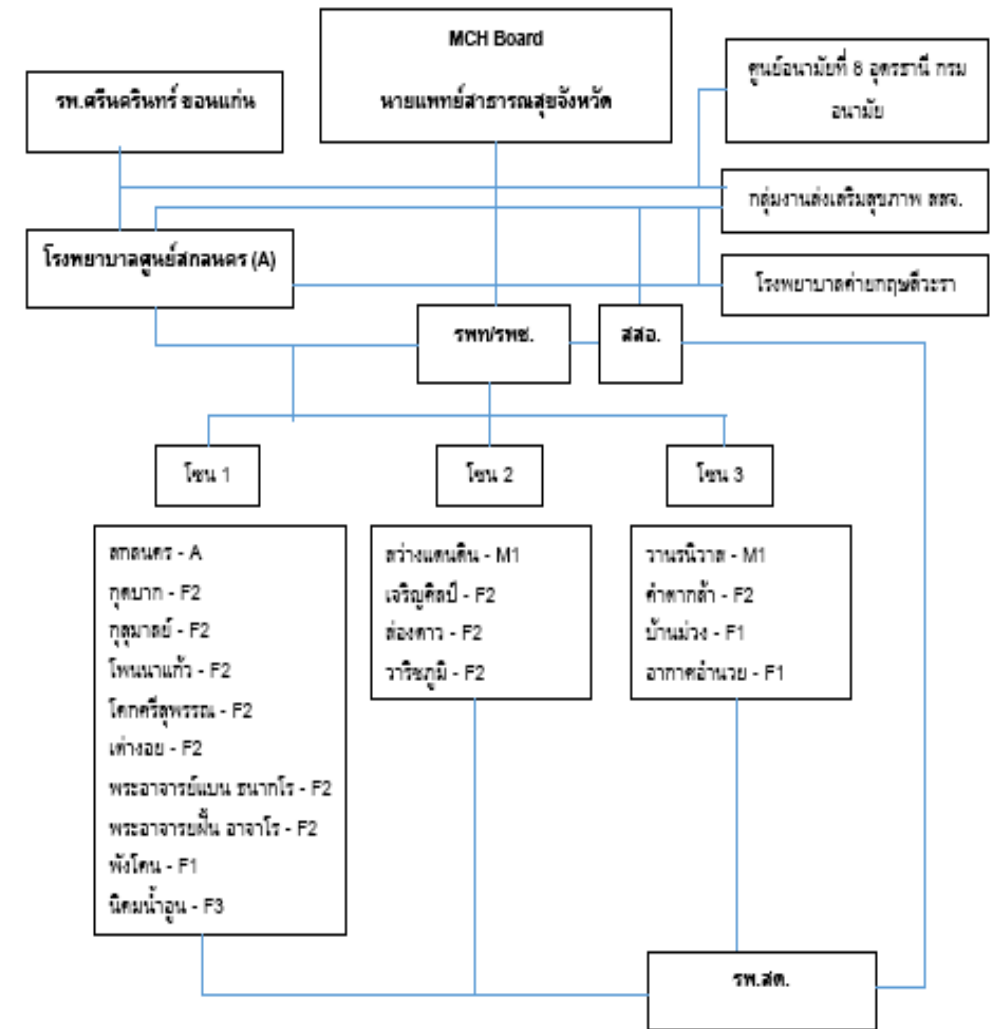 MCH Board
นายแพทย์สาธารณสุขจังหวัด
รพ.ศรีนครินทร์ ขอนแก่น
ศูนย์อนามัยที่ 8 อุดรธานี กรม
อนามัย
กลุ่มงานส่งเสริมสุขภาพ สสจ.
โรงพยาบาลศูนย์สกลนคร (A)
โรงพยาบาลค่ายกฤษดิ์วะรา
รพท/รพช.
สสอ.
โซน 1
โซน 2
โซน 3
สกลนคร - A
กุดบาก - F2
กุสุมาลย์ - F2
โพนนาแก้ว - F2
โคกศรีสุพรรณ - F2
เต่างอย - F2
พระอาจารย์แบน ธนากโร - F2
พระอาจารยฝั้น อาจาโร - F2
พังโคน - F1
นิคมน้ำอูน - F3
สว่างแดนดิน - M1
เจริญศิลป์ - F2
ส่องดาว - F2
วาริชภูมิ - F2
วานรนิวาส - M1
คำตากล้า - F2
บ้านม่วง - F1
อากาศอำนวย - F1
รพ.สต.